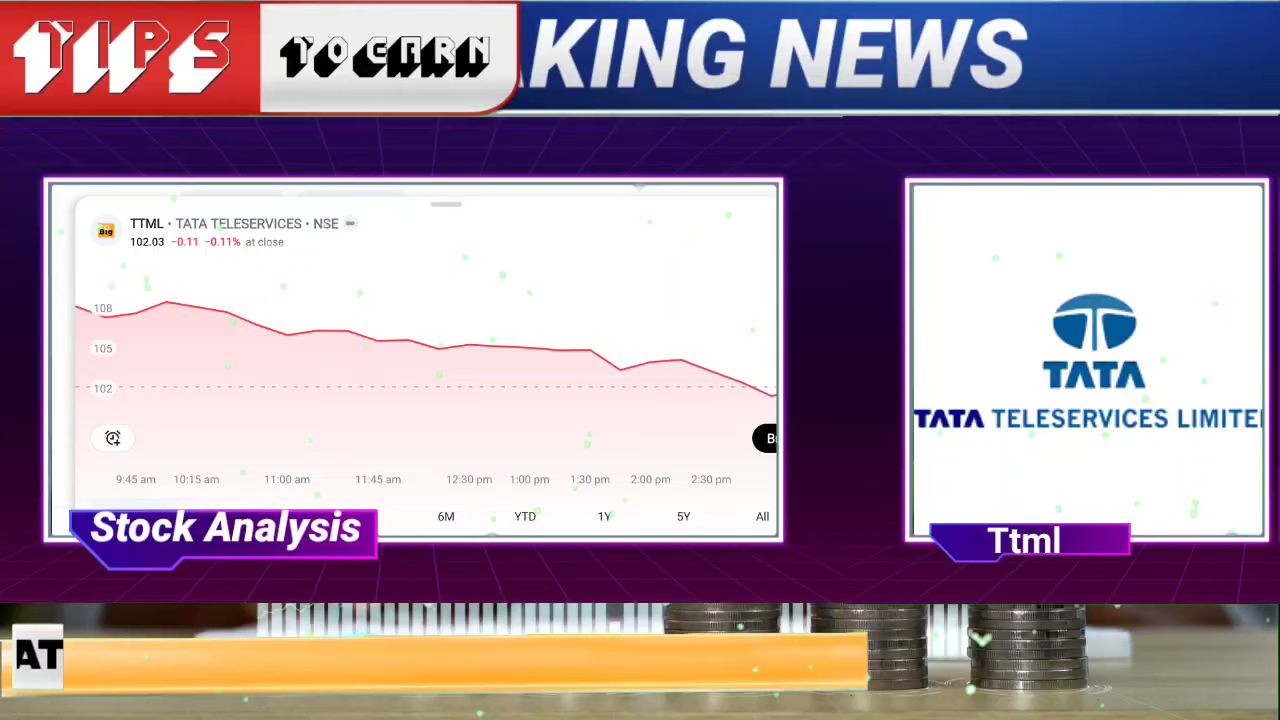 TIPS
TO EARN
KING NEWS
TTML • TATA TELESERVICES • NSE
102.03 −0.11 −0.11% at close
108
105
102
9:45 am 10:15 am 11:00 am 11:45 am 12:30 pm 1:00 pm 1:30 pm 2:00 pm 2:30 pm
6M YTD 1Y 5Y All
Stock Analysis
TATA
TATA TELESERVICES LIMITE
Ttml
AT